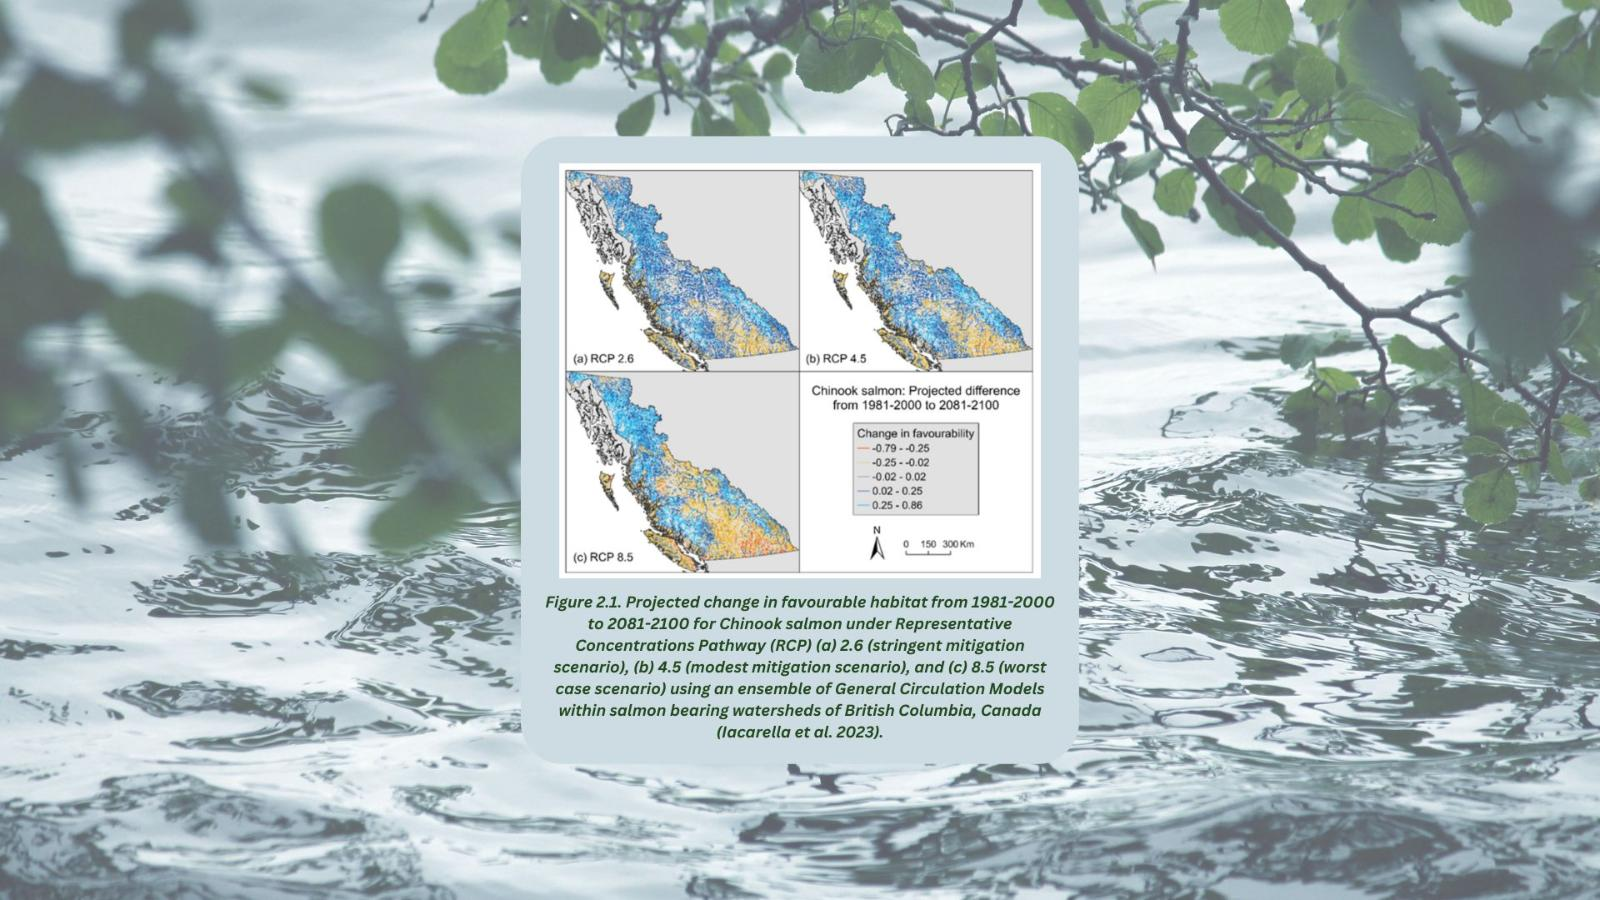 (a) RCP 2.6
(b) RCP 4.5
(c) RCP 8.5
Chinook salmon: Projected difference
from 1981-2000 to 2081-2100
Change in favourability
-0.79 - -0.25
-0.25 - -0.02
-0.02 - 0.02
0.02 - 0.25
0.25 - 0.86
N
0 150 300 Km
Figure 2.1. Projected change in favourable habitat from 1981-2000
to 2081-2100 for Chinook salmon under Representative
Concentrations Pathway (RCP) (a) 2.6 (stringent mitigation
scenario), (b) 4.5 (modest mitigation scenario), and (c) 8.5 (worst
case scenario) using an ensemble of General Circulation Models
within salmon bearing watersheds of British Columbia, Canada
(Iacarella et al. 2023).